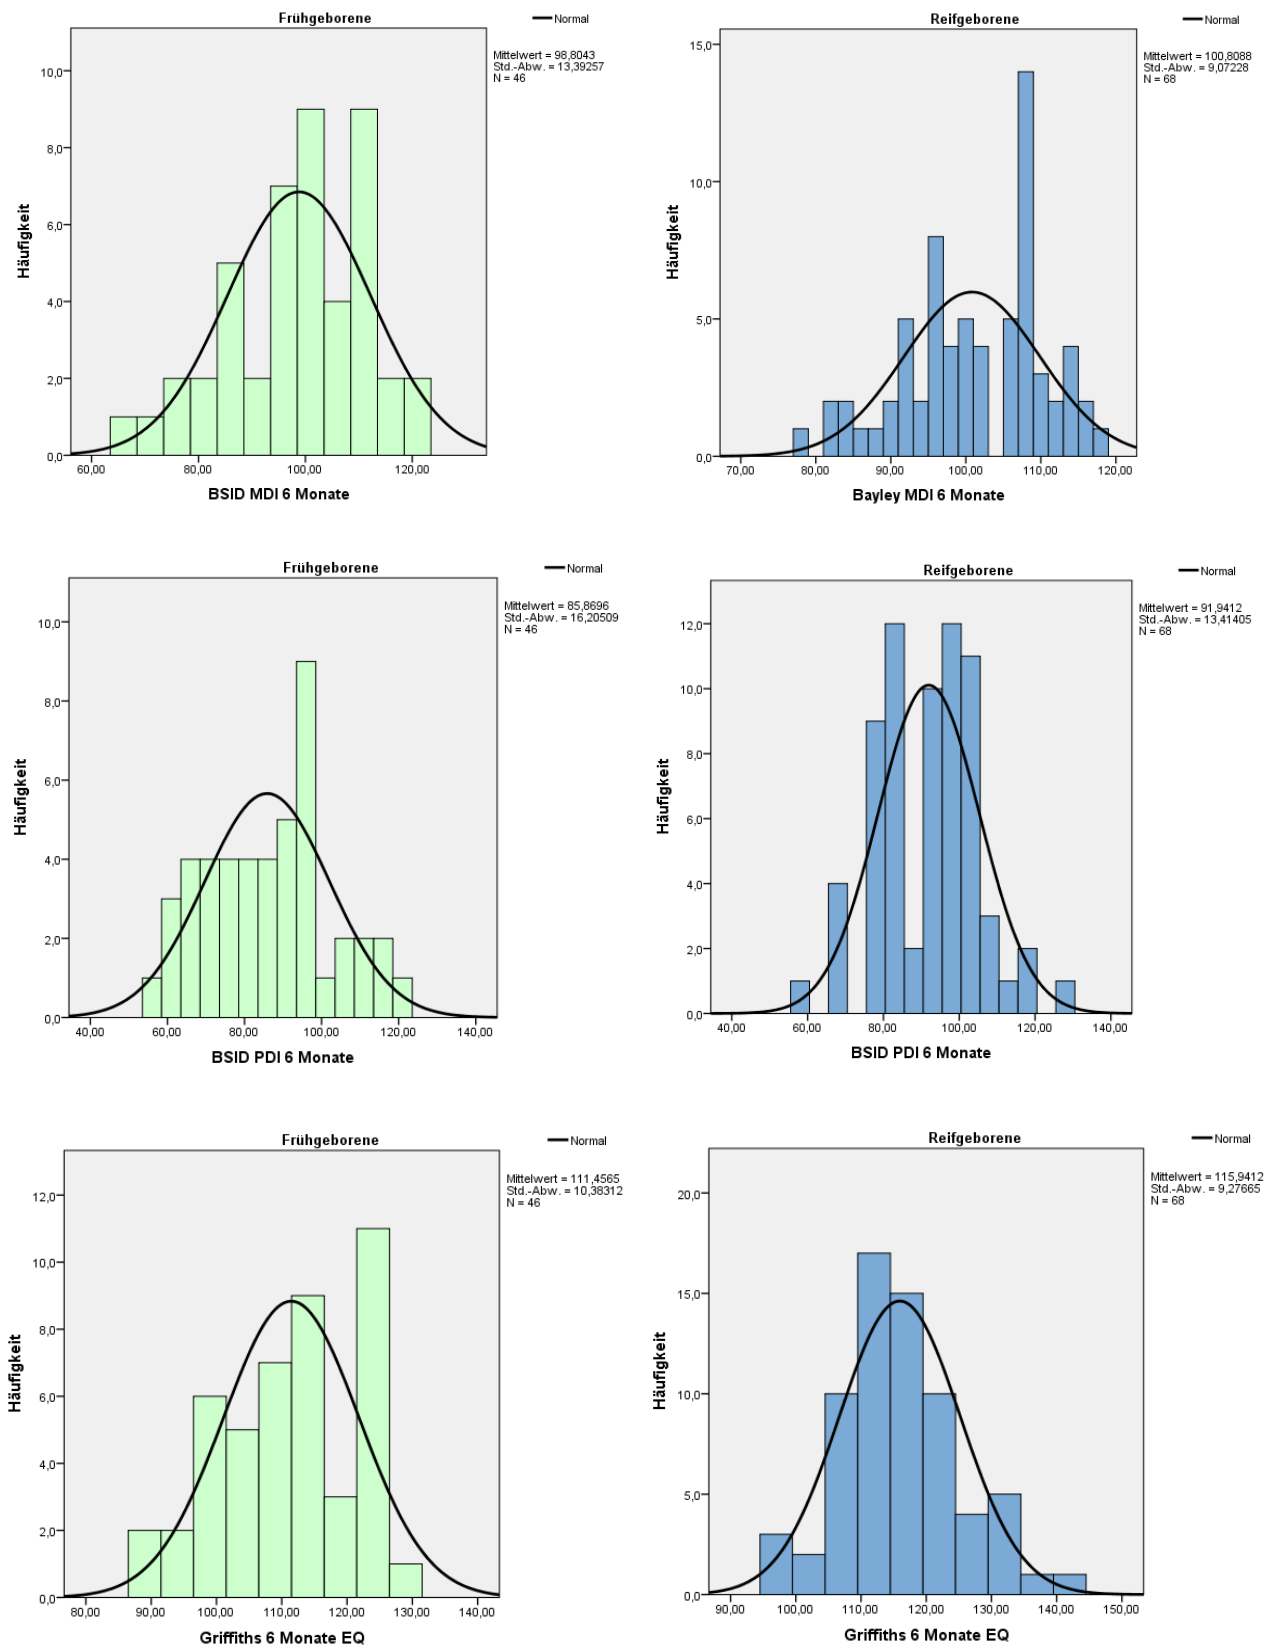 Frühgeborene
Normal
Mittelwert = 98,8043
Std.-Abw. = 13,39257
N = 46
10,0
8,0
6,0
4,0
2,0
0,0
Häufigkeit
60,00 80,00 100,00 120,00
BSID MDI 6 Monate
Reifgeborene
Normal
Mittelwert = 100,8088
Std.-Abw. = 9,07228
N = 68
15,0
10,0
5,0
0,0
Häufigkeit
70,00 80,00 90,00 100,00 110,00 120,00
Bayley MDI 6 Monate
Frühgeborene
Normal
Mittelwert = 85,8696
Std.-Abw. = 16,20509
N = 46
10,0
8,0
6,0
4,0
2,0
0,0
Häufigkeit
40,00 60,00 80,00 100,00 120,00 140,00
BSID PDI 6 Monate
Reifgeborene
Normal
Mittelwert = 91,9412
Std.-Abw. = 13,41405
N = 68
12,0
10,0
8,0
6,0
4,0
2,0
0,0
Häufigkeit
40,00 60,00 80,00 100,00 120,00 140,00
BSID PDI 6 Monate
Frühgeborene
Normal
Mittelwert = 111,4565
Std.-Abw. = 10,38312
N = 46
12,0
10,0
8,0
6,0
4,0
2,0
0,0
Häufigkeit
80,00 90,00 100,00 110,00 120,00 130,00 140,00
Griffiths 6 Monate EQ
Reifgeborene
Normal
Mittelwert = 115,9412
Std.-Abw. = 9,27665
N = 68
20,0
15,0
10,0
5,0
0,0
Häufigkeit
90,00 100,00 110,00 120,00 130,00 140,00 150,00
Griffiths 6 Monate EQ